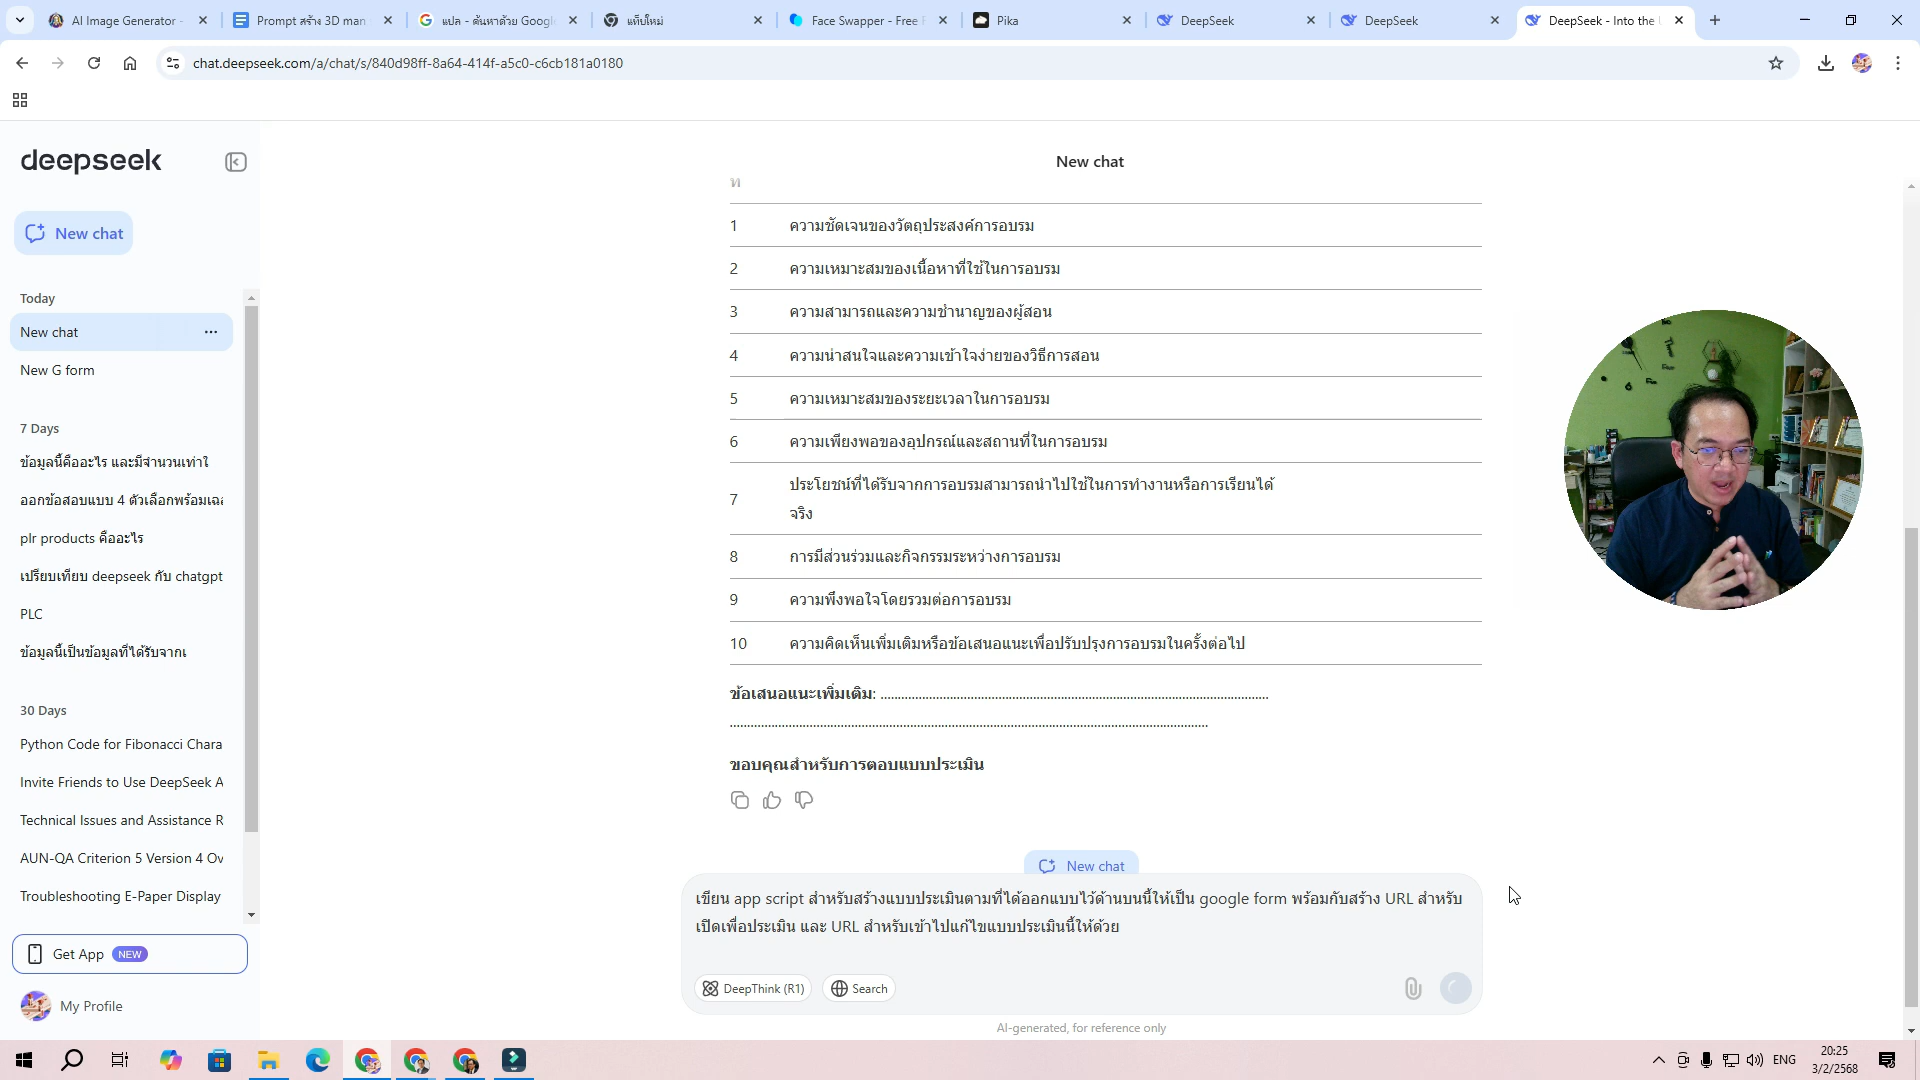 AI Image Generator -
Prompt สร้าง 3D man
แปล - ค้นหาด้วย Google
แท็บใหม่
Face Swapper - Free F
Pika
DeepSeek
DeepSeek
DeepSeek - Into the U
chat.deepseek.com/a/chat/s/840d98ff-8a64-414f-a5c0-c6cb181a0180
deepseek
New chat
Today
New chat
New G form
7 Days
ข้อมูลนี้คืออะไร และมีจำนวนเท่าไ
ออกข้อสอบแบบ 4 ตัวเลือกพร้อมเฉล
plr products คืออะไร
เปรียบเทียบ deepseek กับ chatgpt
PLC
ข้อมูลนี้เป็นข้อมูลที่ได้รับจากเ
30 Days
Python Code for Fibonacci Chara
Invite Friends to Use DeepSeek A
Technical Issues and Assistance R
AUN-QA Criterion 5 Version 4 Ov
Troubleshooting E-Paper Display
Get App NEW
My Profile
New chat
ที่
1 ความชัดเจนของวัตถุประสงค์การอบรม
2 ความเหมาะสมของเนื้อหาที่ใช้ในการอบรม
3 ความสามารถและความชำนาญของผู้สอน
4 ความน่าสนใจและความเข้าใจง่ายของวิธีการสอน
5 ความเหมาะสมของระยะเวลาในการอบรม
6 ความเพียงพอของอุปกรณ์และสถานที่ในการอบรม
7 ประโยชน์ที่ได้รับจากการอบรมสามารถนำไปใช้ในการทำงานหรือการเรียนได้
จริง
8 การมีส่วนร่วมและกิจกรรมระหว่างการอบรม
9 ความพึงพอใจโดยรวมต่อการอบรม
10 ความคิดเห็นเพิ่มเติมหรือข้อเสนอแนะเพื่อปรับปรุงการอบรมในครั้งต่อไป
ข้อเสนอแนะเพิ่มเติม: ................................................................................................................
..........................................................................................................................................
ขอบคุณสำหรับการตอบแบบประเมิน
New chat
เขียน app script สำหรับสร้างแบบประเมินตามที่ได้ออกแบบไว้ด้านบนนี้ให้เป็น google form พร้อมกับสร้าง URL สำหรับ
เปิดเพื่อประเมิน และ URL สำหรับเข้าไปแก้ไขแบบประเมินนี้ให้ด้วย
DeepThink (R1) Search
AI-generated, for reference only
ENG
20:25
3/2/2568